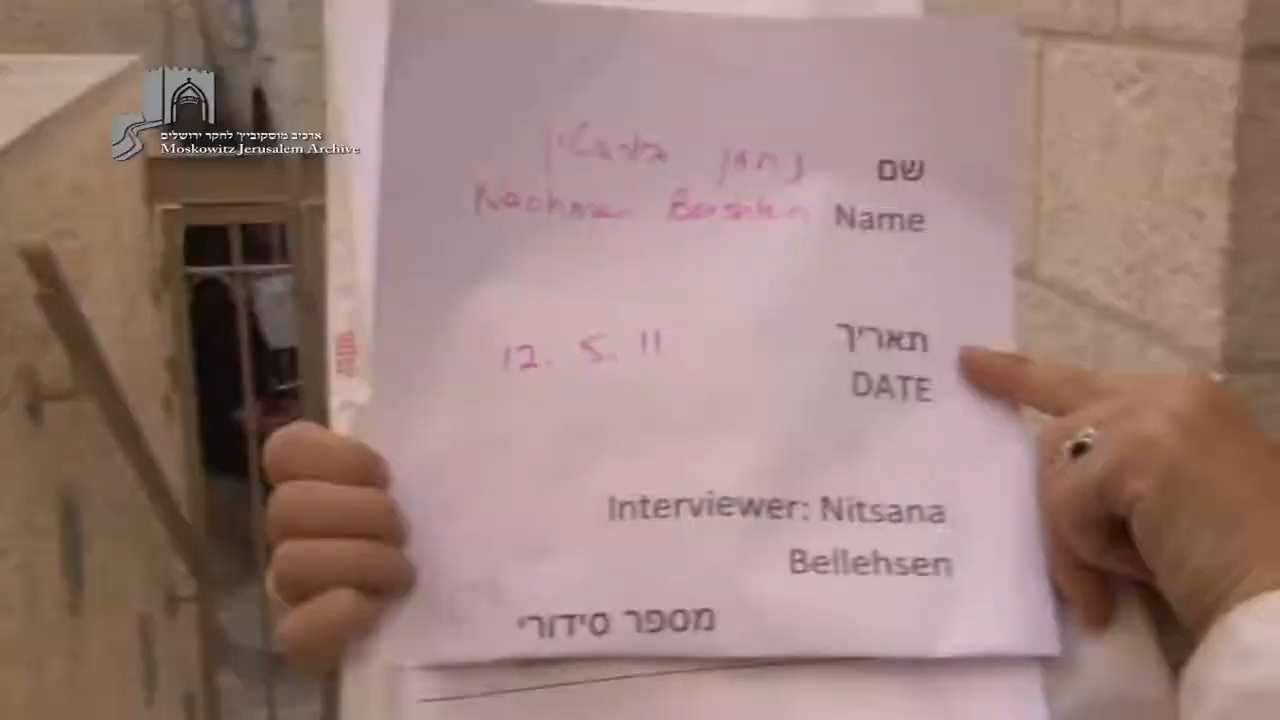 ארכיב מוסקוביץ' לחקר ירושלים
Moskowitz Jerusalem Archive
שם נחמן ברנשטיין
Name Nachman Bernstein
תאריך
DATE 12.5.11
Interviewer: Nitsana
Bellehsen
מספר סידורי